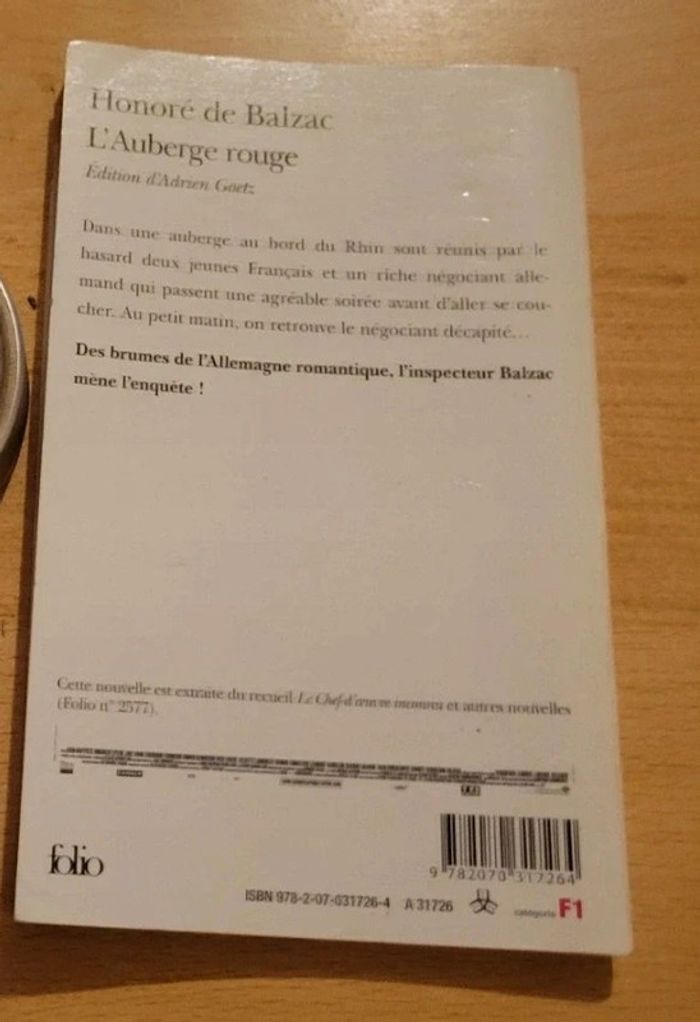 Honoré de Balzac
L'Auberge rouge
Édition d'Adrien Goetz
Dans une auberge au bord du Rhin sont réunis par le
hasard deux jeunes Français et un riche négociant alle-
mand qui passent une agréable soirée avant d'aller se cou-
cher. Au petit matin, on retrouve le négociant décapité...
Des brumes de l'Allemagne romantique, l'inspecteur Balzac
mène l'enquête !
Cette nouvelle est extraite du recueil Le Chef-d'œuvre inconnu et autres nouvelles
(Folio n° 2577).
folio
9 782070 317264
ISBN 978-2-07-031726-4 A 31726
catégorie F1